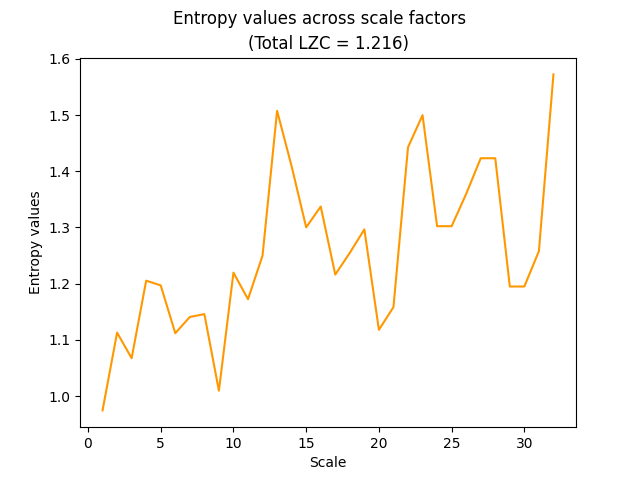 Entropy values across scale factors
(Total LZC = 1.216)
1.6
1.5
1.4
1.3
1.2
1.1
1.0
Entropy values
0 5 10 15 20 25 30
Scale